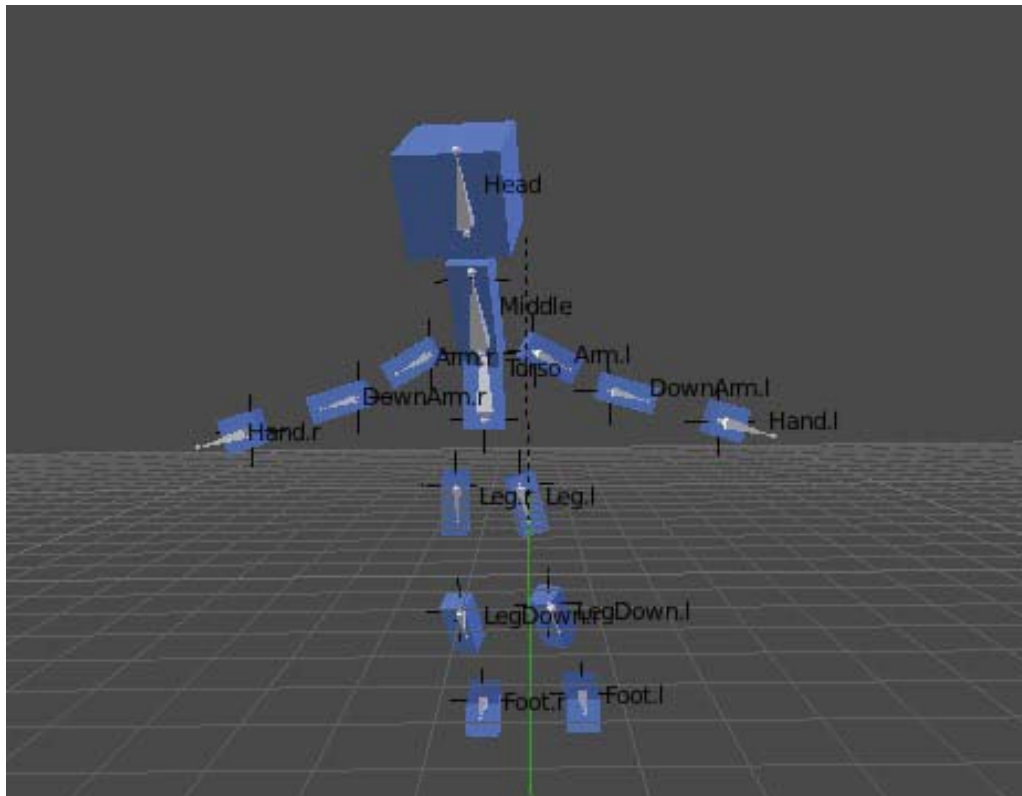 Head
Middle
Arm.r
Torso
Arm.l
DownArm.r
DownArm.l
Hand.r
Hand.l
Leg.r
Leg.l
LegDown.r
LegDown.l
Foot.r
Foot.l